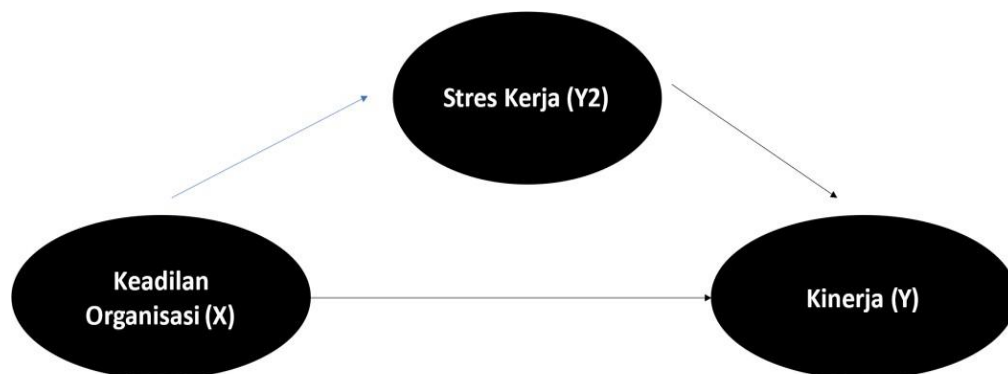 Stres Kerja (Y2)
Keadilan
Organisasi (X)
Kinerja (Y)